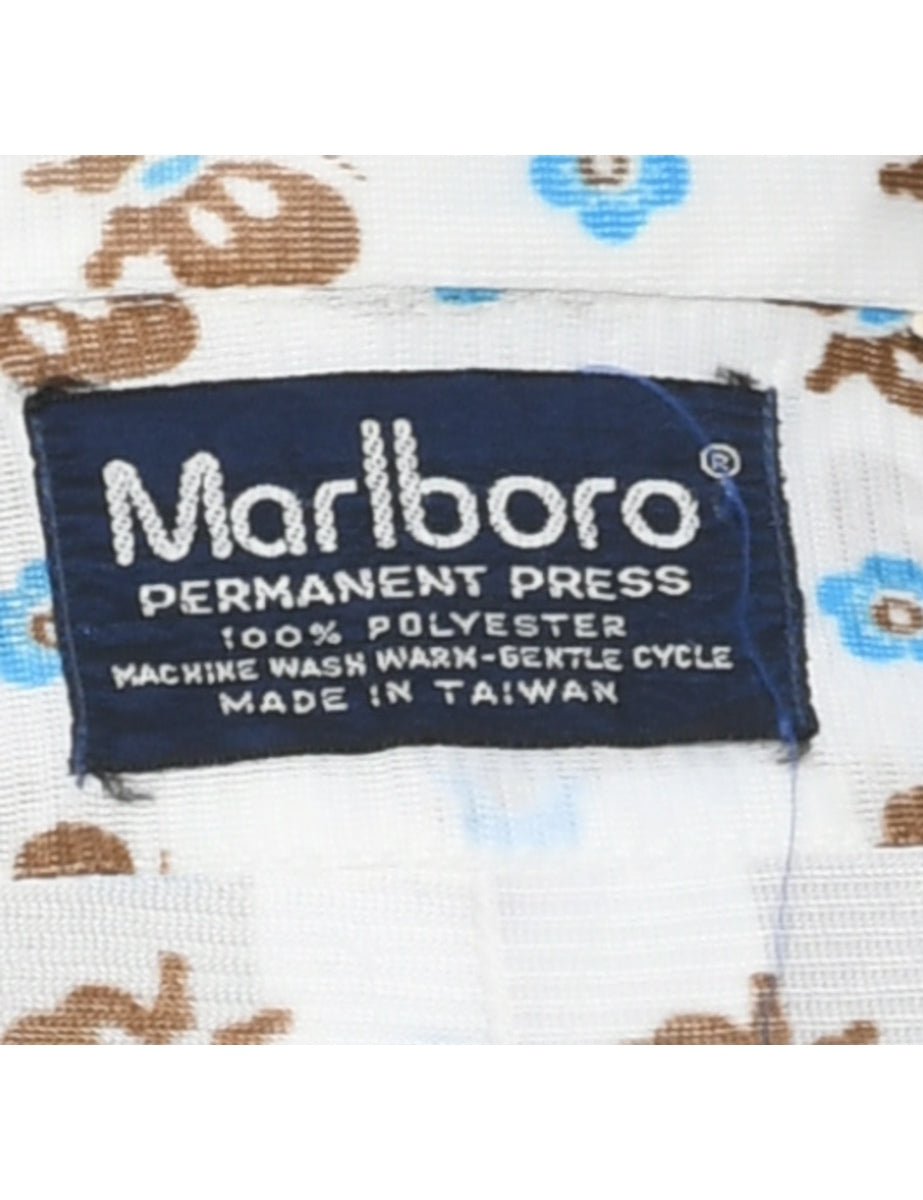 Marlboro®
PERMANENT PRESS
100% POLYESTER
MACHINE WASH WARM-GENTLE CYCLE
MADE IN TAIWAN